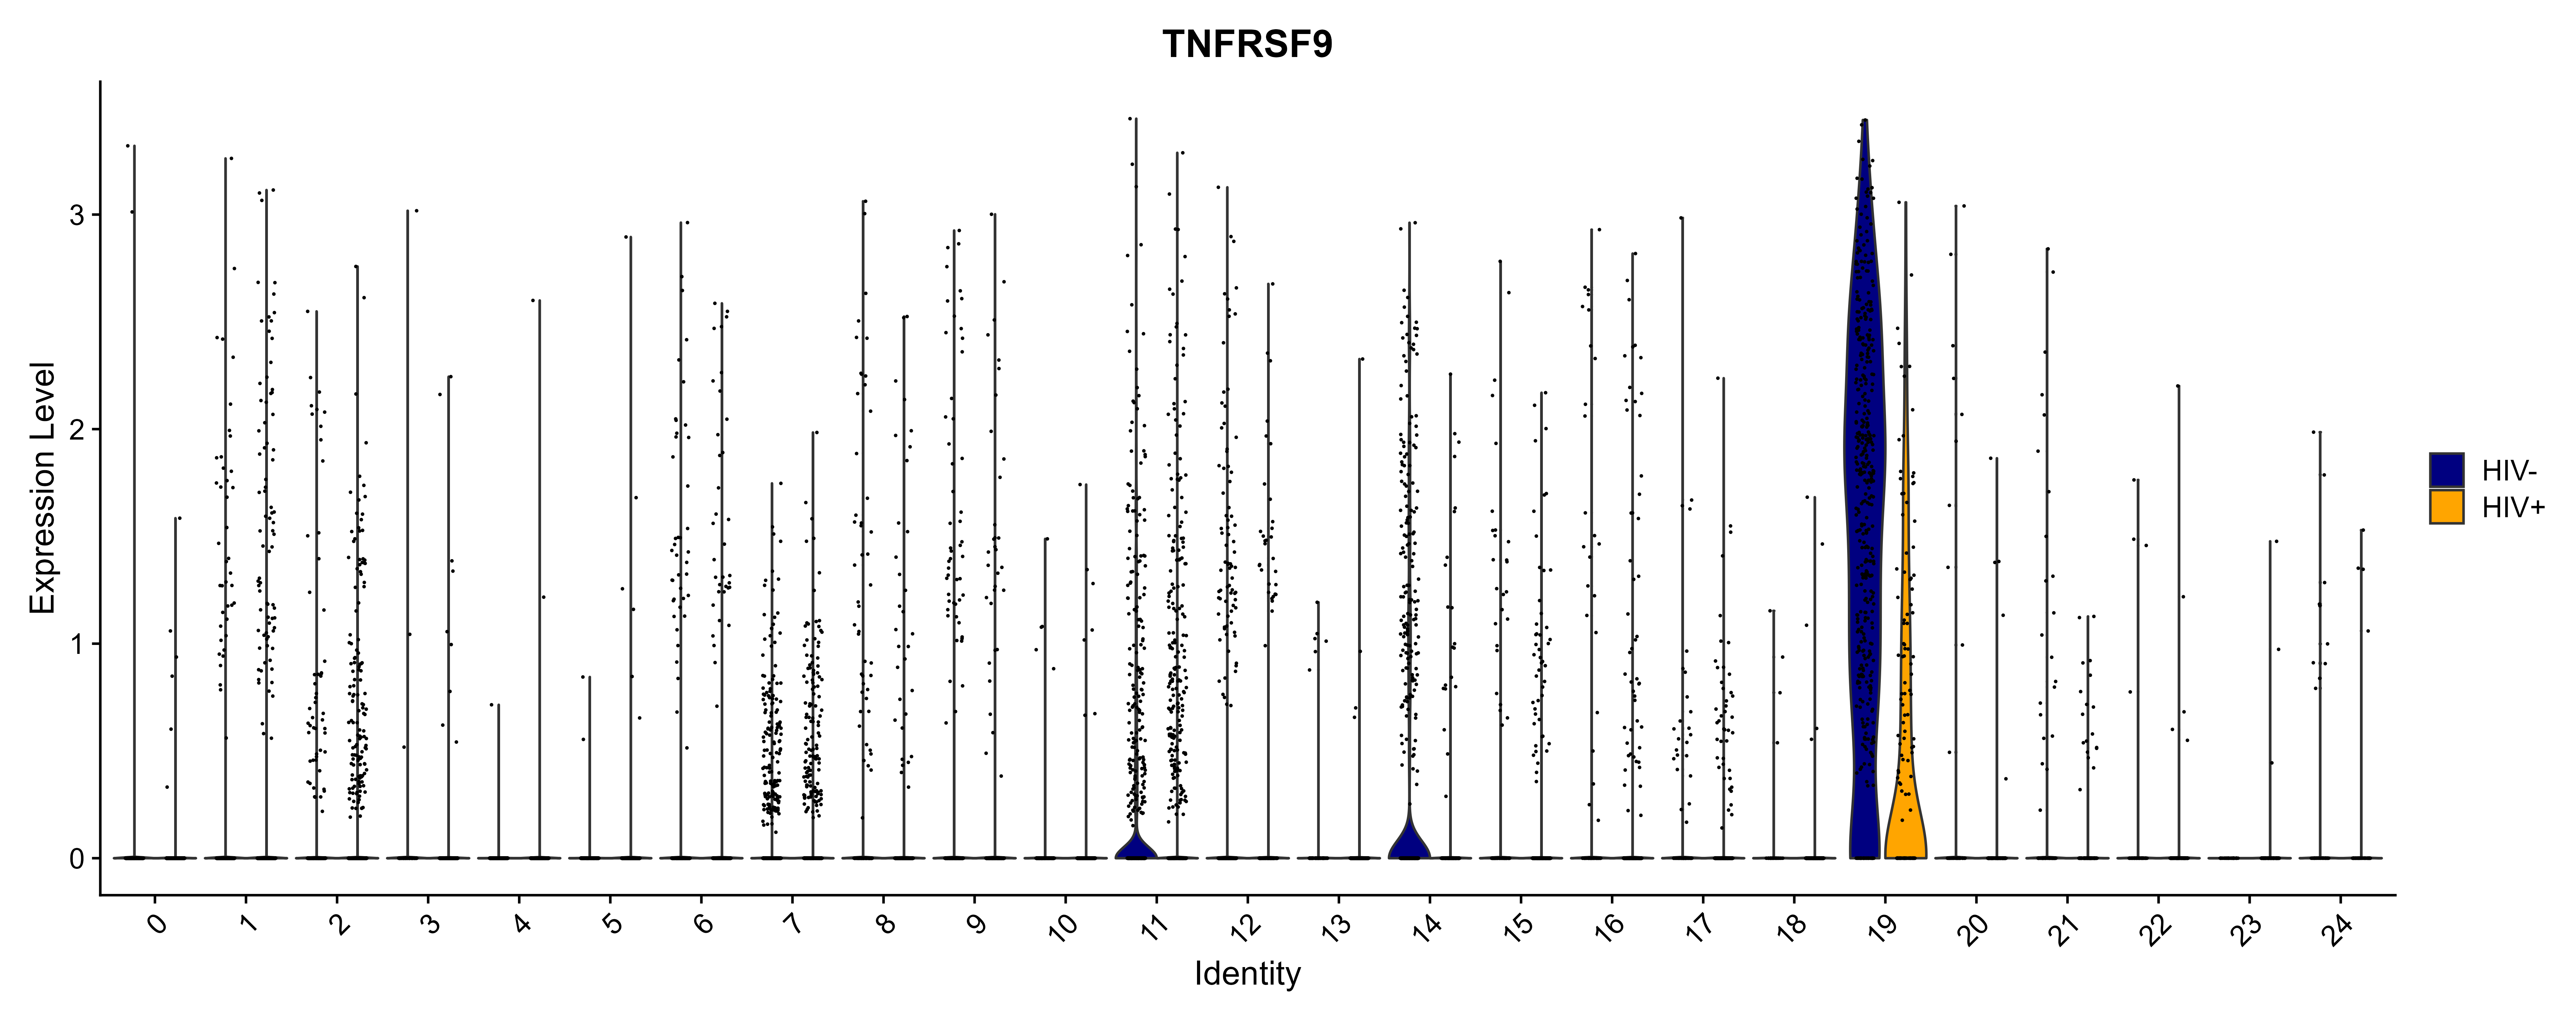 TNFRSF9
Expression Level
3
2
1
0
0 1 2 3 4 5 6 7 8 9 10 11 12 13 14 15 16 17 18 19 20 21 22 23 24
Identity
HIV-
HIV+